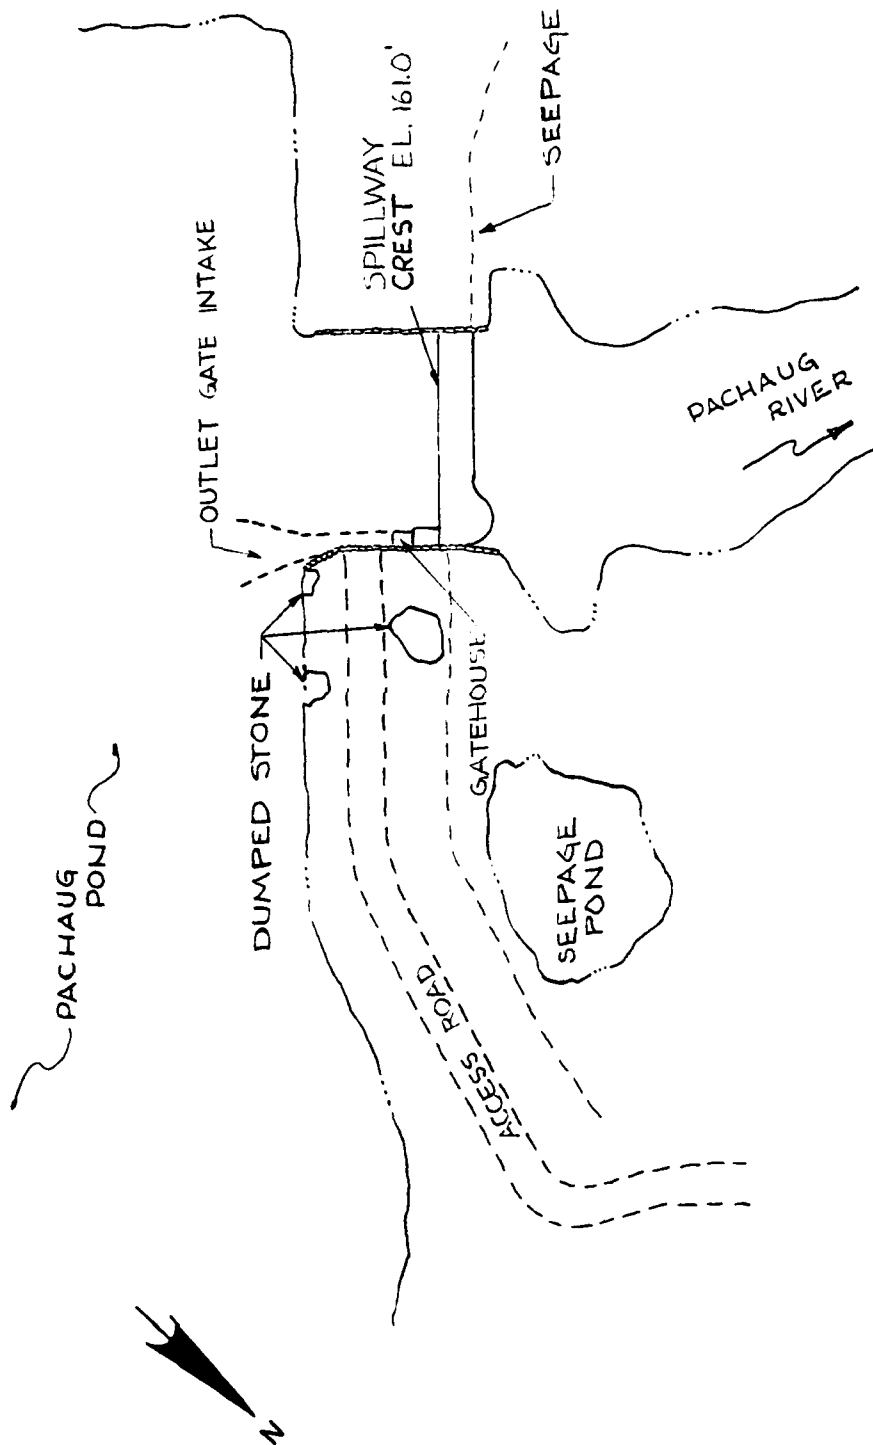 PACHAUG
POND
OUTLET GATE INTAKE
SPILLWAY
CREST EL. 161.0'
SEEPAGE
DUMPED STONE
GATEHOUSE
PACHAUG
RIVER
SEEPAGE
POND
ACCESS ROAD
N